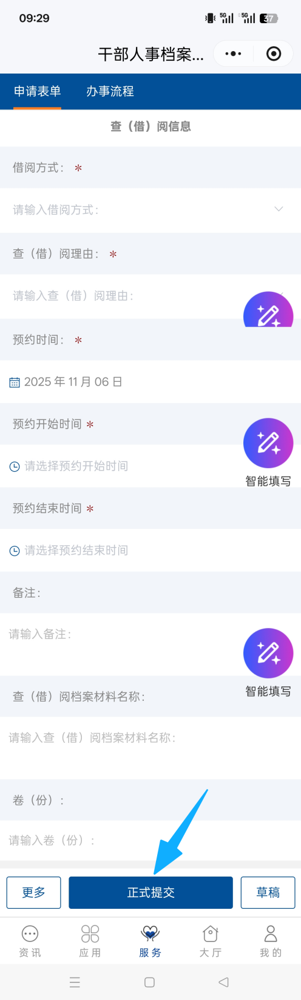 09:29
5G 5G 37
干部人事档案...
申请表单 办事流程
查（借）阅信息
借阅方式： *
请输入借阅方式：
查（借）阅理由： *
请输入查（借）阅理由：
预约时间： *
2025 年 11 月 06 日
预约开始时间 *
请选择预约开始时间
智能填写
预约结束时间 *
请选择预约结束时间
备注：
请输入备注：
智能填写
查（借）阅档案材料名称：
请输入查（借）阅档案材料名称：
卷（份）：
请输入卷（份）：
更多 正式提交 草稿
资讯 应用 服务 大厅 我的